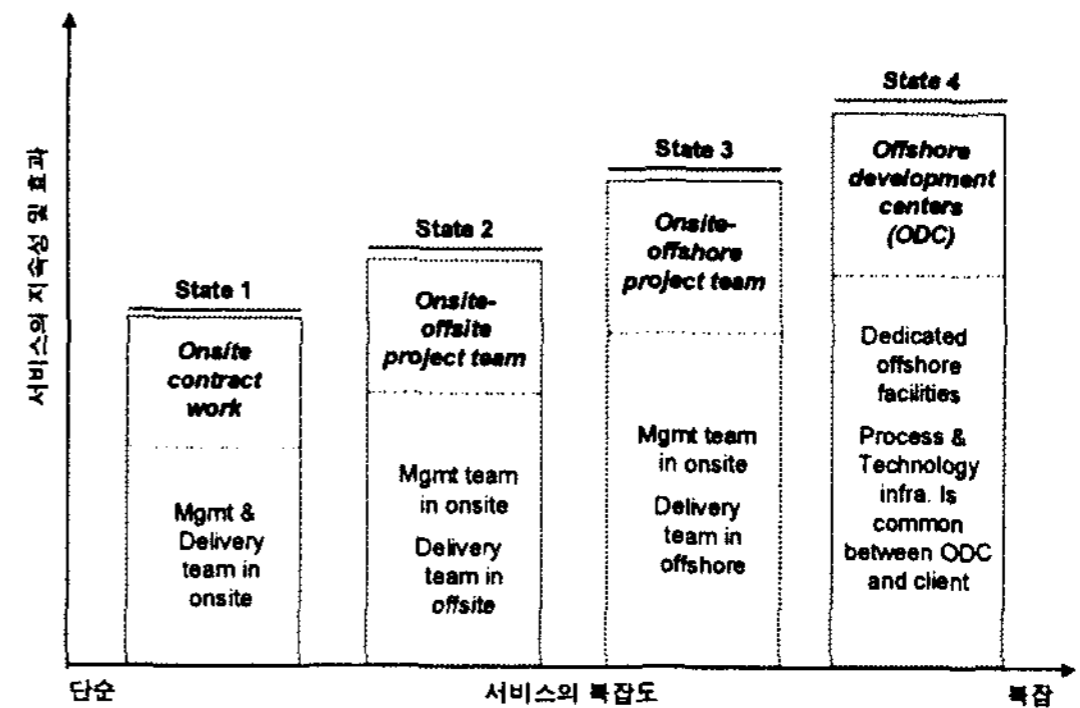 서비스의 지속성 및 효과
State 1
Onsite
contract
work
Mgmt &
Delivery
team in
onsite
State 2
Onsite-
offsite
project team
Mgmt team
in onsite
Delivery
team in
offsite
State 3
Onsite-
offshore
project team
Mgmt team
in onsite
Delivery
team in
offshore
State 4
Offshore
development
centers
(ODC)
Dedicated
offshore
facilities
Process &
Technology
infra. Is
common
between ODC
and client
단순
서비스의 복잡도
복잡